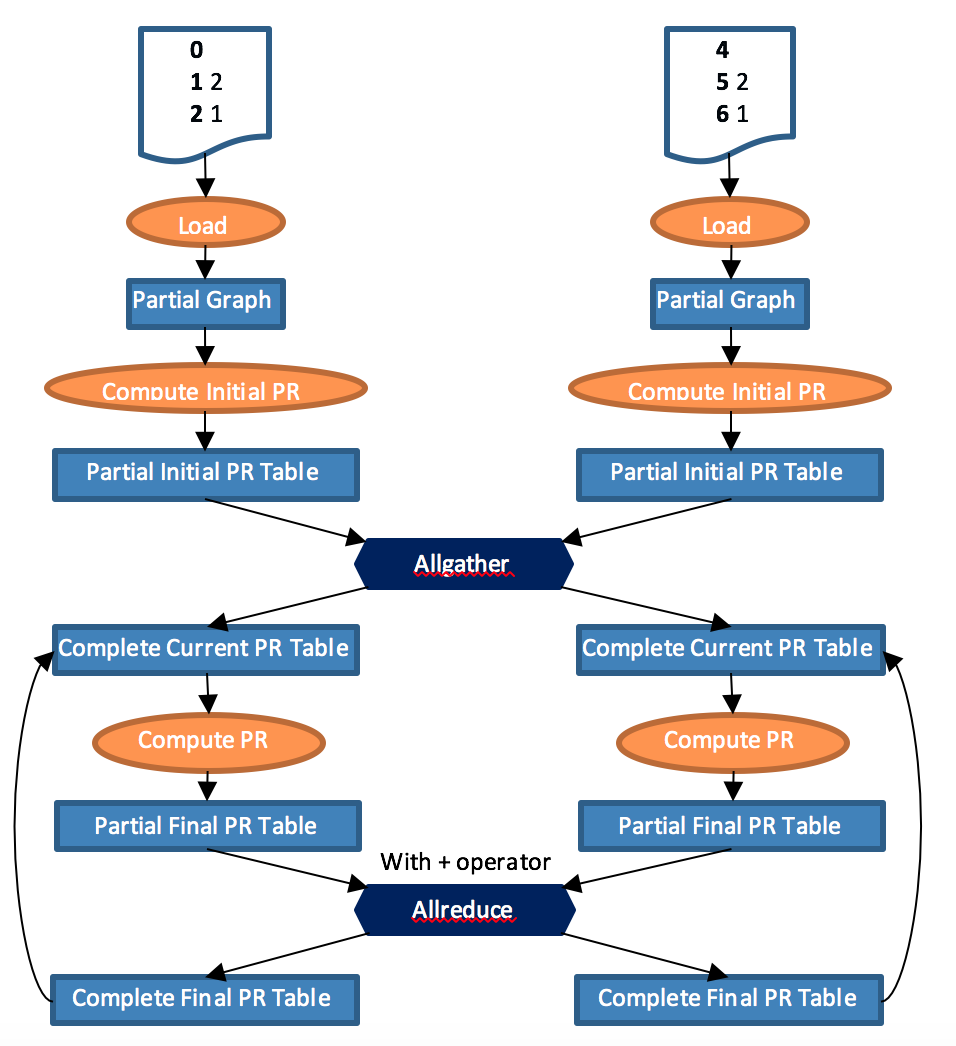 0
1 2
2 1
4
5 2
6 1
Load
Load
Partial Graph
Partial Graph
Compute Initial PR
Compute Initial PR
Partial Initial PR Table
Partial Initial PR Table
Allgather
Complete Current PR Table
Complete Current PR Table
Compute PR
Compute PR
Partial Final PR Table
Partial Final PR Table
With + operator
Allreduce
Complete Final PR Table
Complete Final PR Table